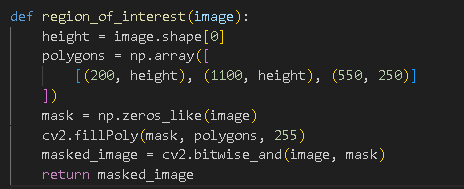 def region_of_interest(image):
    height = image.shape[0]
    polygons = np.array([
        [(200, height), (1100, height), (550, 250)]
    ])
    mask = np.zeros_like(image)
    cv2.fillPoly(mask, polygons, 255)
    masked_image = cv2.bitwise_and(image, mask)
    return masked_image